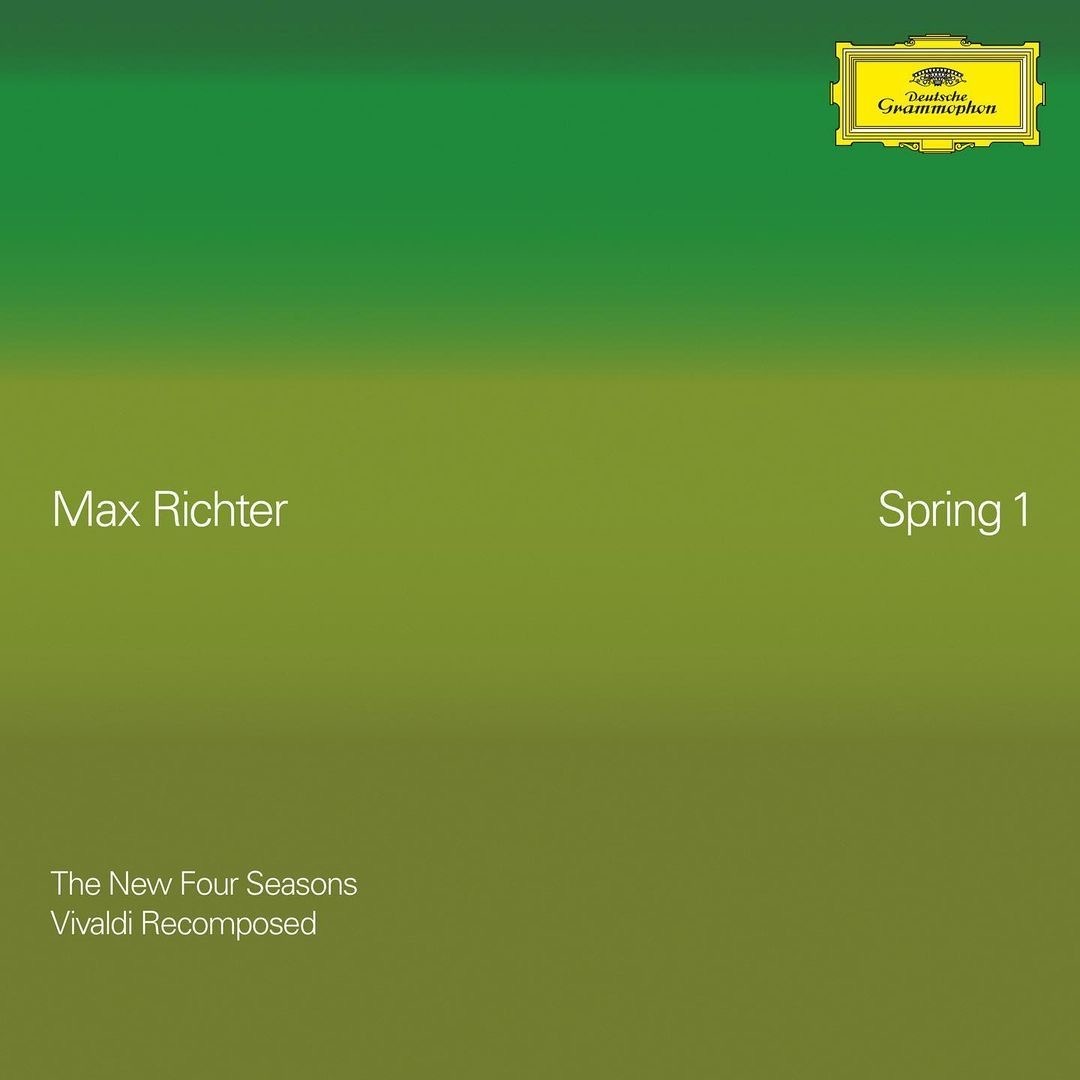 Deutsche
Grammophon
Max Richter
Spring 1
The New Four Seasons
Vivaldi Recomposed